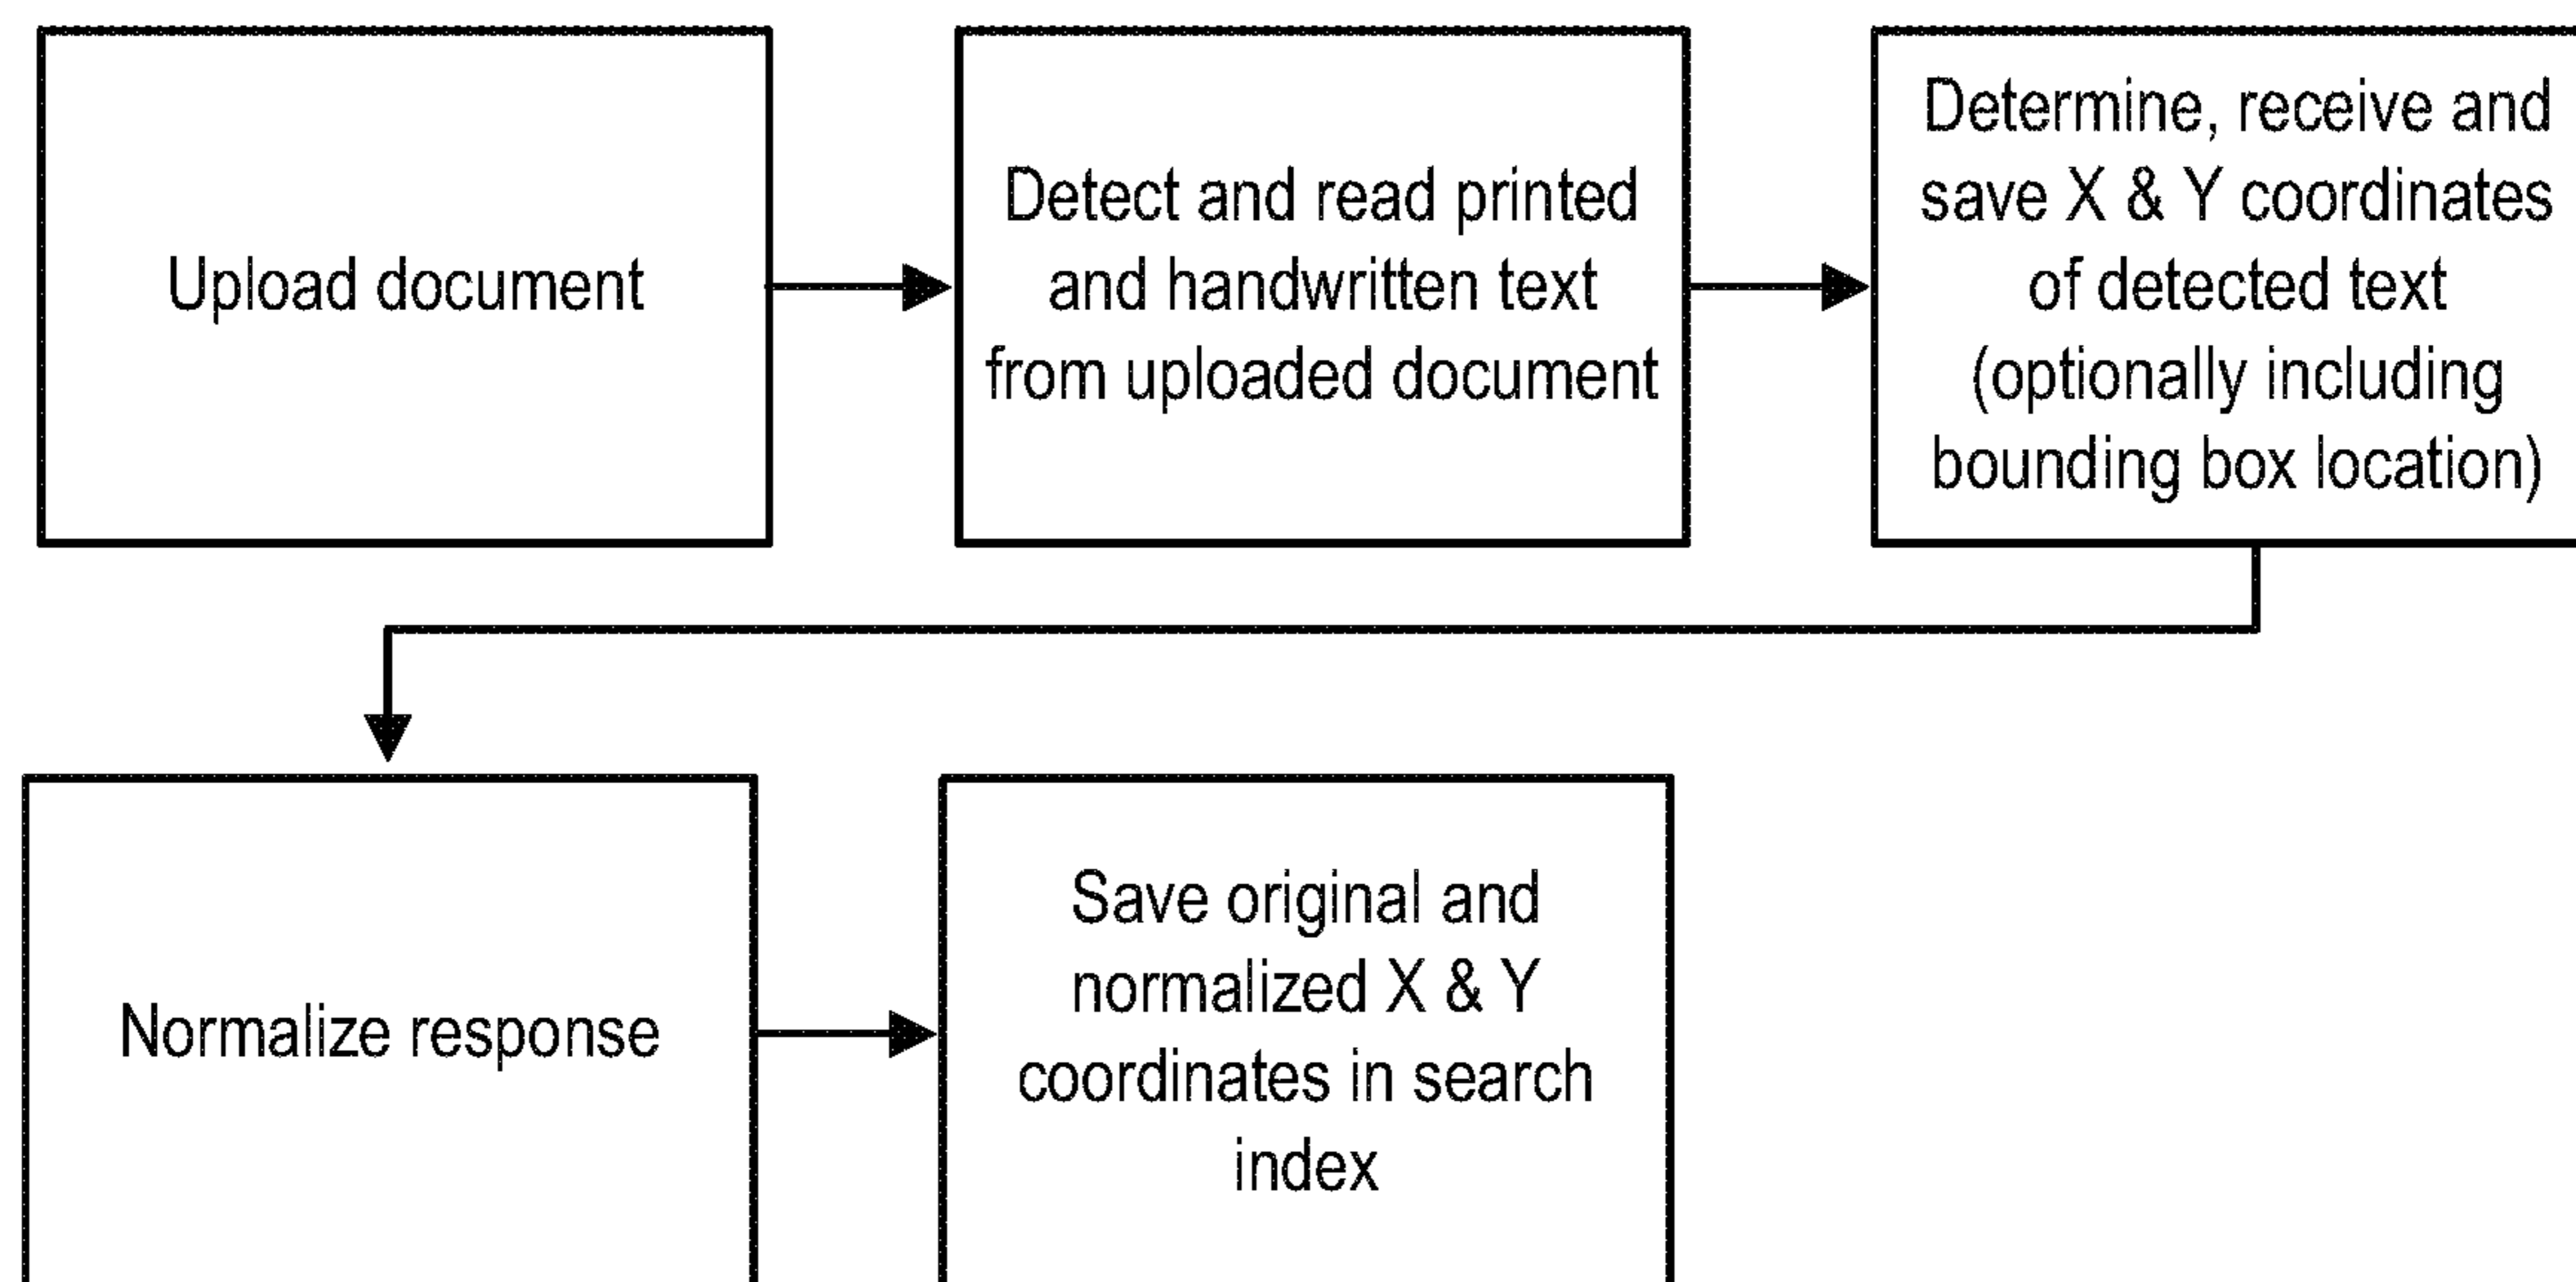 Upload document
Detect and read printed
and handwritten text
from uploaded document
Determine, receive and
save X & Y coordinates
of detected text
(optionally including
bounding box location)
Normalize response
Save original and
normalized X & Y
coordinates in search
index